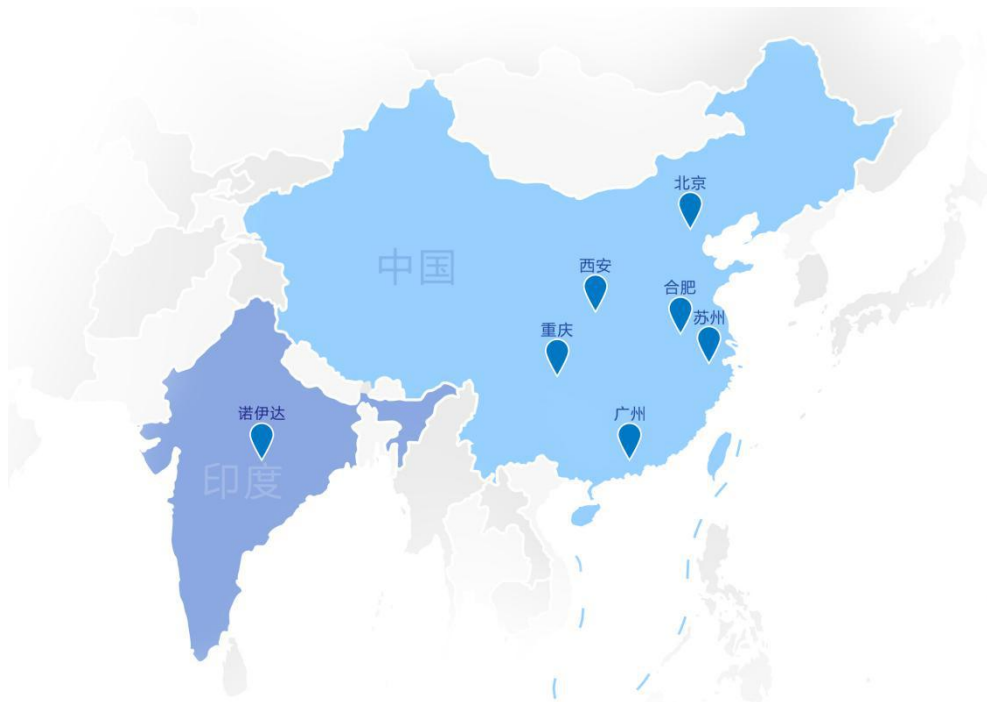 北京
中国
西安
合肥
苏州
重庆
诺伊达
广州
印度